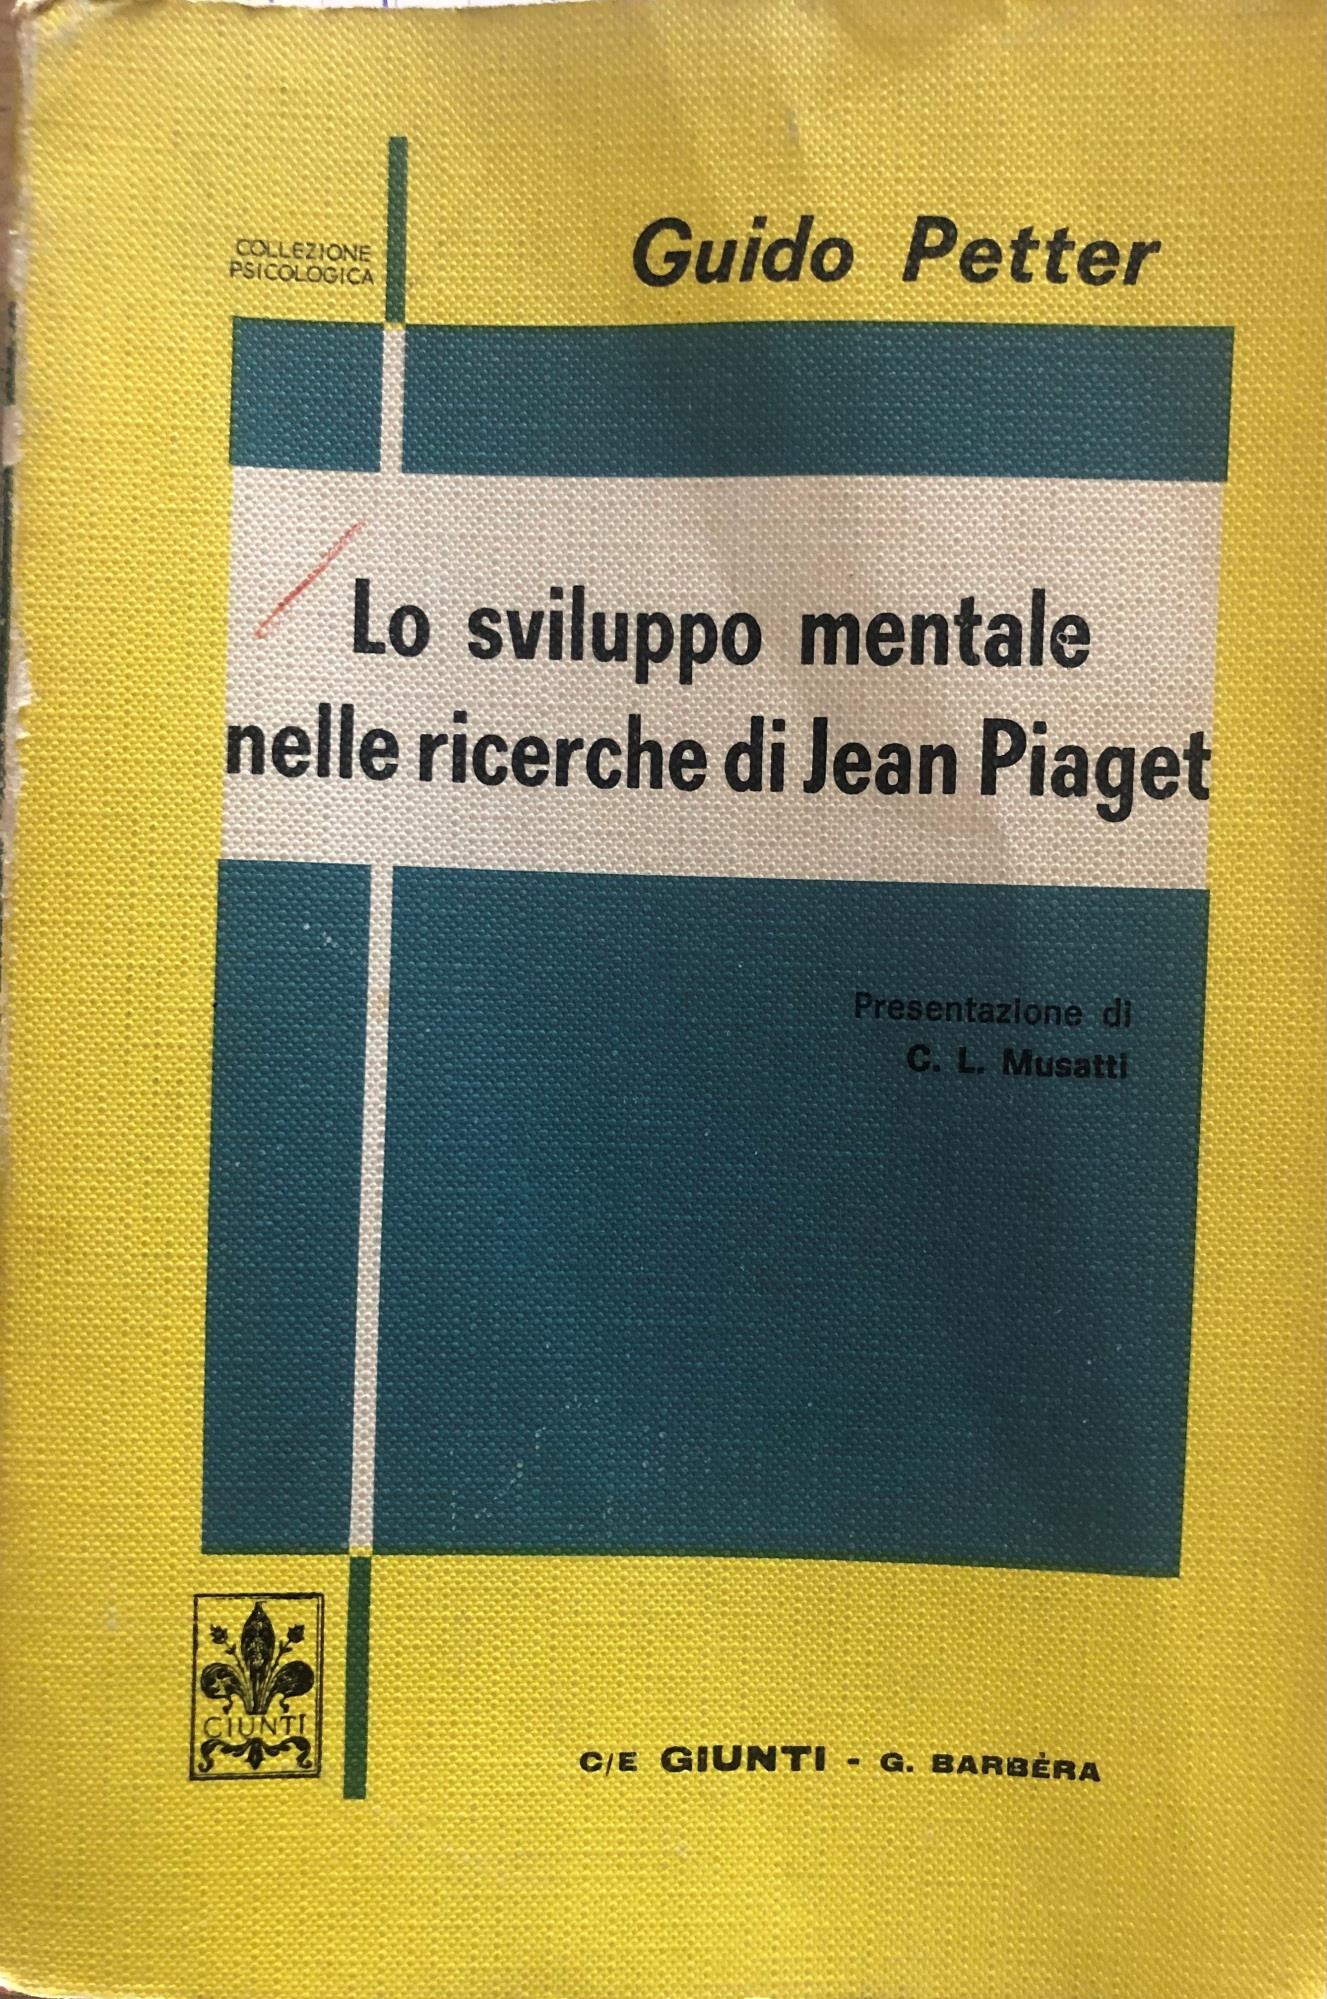 COLLEZIONE
PSICOLOGICA
Guido Petter
Lo sviluppo mentale
nelle ricerche di Jean Piaget
Presentazione di
C. L. Musatti
GIUNTI
C/E GIUNTI - G. BARBÈRA